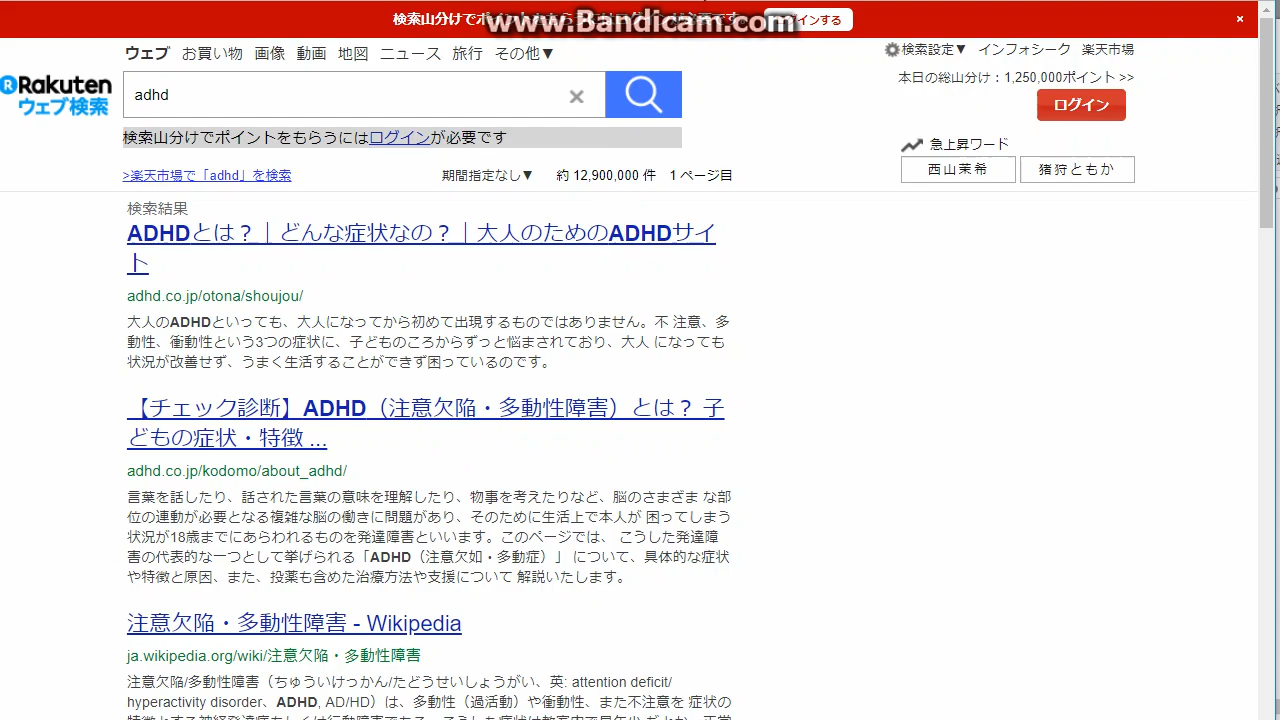 検索山分けでポ
www.Bandicam.com
ログインする
×
ウェブ お買い物 画像 動画 地図 ニュース 旅行 その他▼
検索設定▼ インフォシーク 楽天市場
Rakuten
ウェブ検索
adhd
本日の総山分け：1,250,000ポイント >>
ログイン
検索山分けでポイントをもらうにはログインが必要です
急上昇ワード
西山茉希 猪狩ともか
>楽天市場で「adhd」を検索 期間指定なし▼ 約 12,900,000 件 1 ページ目
検索結果
ADHDとは？｜どんな症状なの？｜大人のためのADHDサイ
ト
adhd.co.jp/otona/shoujou/
大人のADHDといっても、大人になってから初めて出現するものではありません。不 注意、多
動性、衝動性という3つの症状に、子どものころからずっと悩まされており、大人 になっても
状況が改善せず、うまく生活することができず困っているのです。
【チェック診断】ADHD（注意欠陥・多動性障害）とは？ 子
どもの症状・特徴 ...
adhd.co.jp/kodomo/about_adhd/
言葉を話したり、話された言葉の意味を理解したり、物事を考えたりなど、脳のさまざま な部
位の連動が必要となる複雑な脳の働きに問題があり、そのために生活上で本人が 困ってしまう
状況が18歳までにあらわれるものを発達障害といいます。このページでは、 こうした発達障
害の代表的な一つとして挙げられる「ADHD（注意欠如・多動症）」 について、具体的な症状
や特徴と原因、また、投薬も含めた治療方法や支援について 解説いたします。
注意欠陥・多動性障害 - Wikipedia
ja.wikipedia.org/wiki/注意欠陥・多動性障害
注意欠陥/多動性障害（ちゅういけっかん/たどうせいしょうがい、英: attention deficit/
hyperactivity disorder、ADHD, AD/HD）は、多動性（過活動）や衝動性、また不注意を 症状の